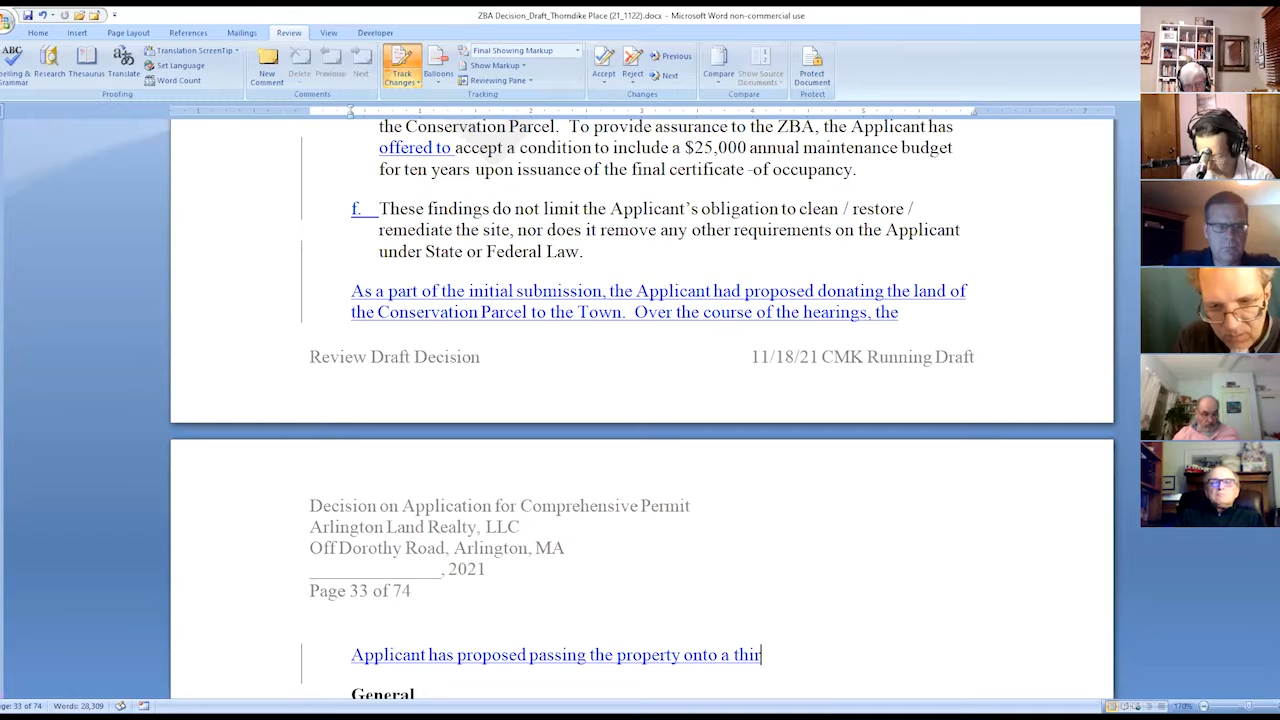 ZBA Decision_Draft_Thorndike Place (21_1122).docx - Microsoft Word non-commercial use
Home Insert Page Layout References Mailings Review View Developer
ABC
Spelling & Grammar Research Thesaurus Translate
Translation ScreenTip
Set Language
Word Count
Proofing
New Comment Delete Previous Next
Comments
Track Changes Balloons
Final Showing Markup
Show Markup
Reviewing Pane
Tracking
Accept Reject Previous
Next
Changes
Compare Show Source Documents
Compare
Protect Document
Protect
the Conservation Parcel. To provide assurance to the ZBA, the Applicant has
offered to accept a condition to include a $25,000 annual maintenance budget
for ten years upon issuance of the final certificate -of occupancy.
f. These findings do not limit the Applicant’s obligation to clean / restore /
remediate the site, nor does it remove any other requirements on the Applicant
under State or Federal Law.
As a part of the initial submission, the Applicant had proposed donating the land of
the Conservation Parcel to the Town. Over the course of the hearings, the
Review Draft Decision 11/18/21 CMK Running Draft
Decision on Application for Comprehensive Permit
Arlington Land Realty, LLC
Off Dorothy Road, Arlington, MA
_______________, 2021
Page 33 of 74
Applicant has proposed passing the property onto a thir
General
Page: 33 of 74 Words: 28,309 170%